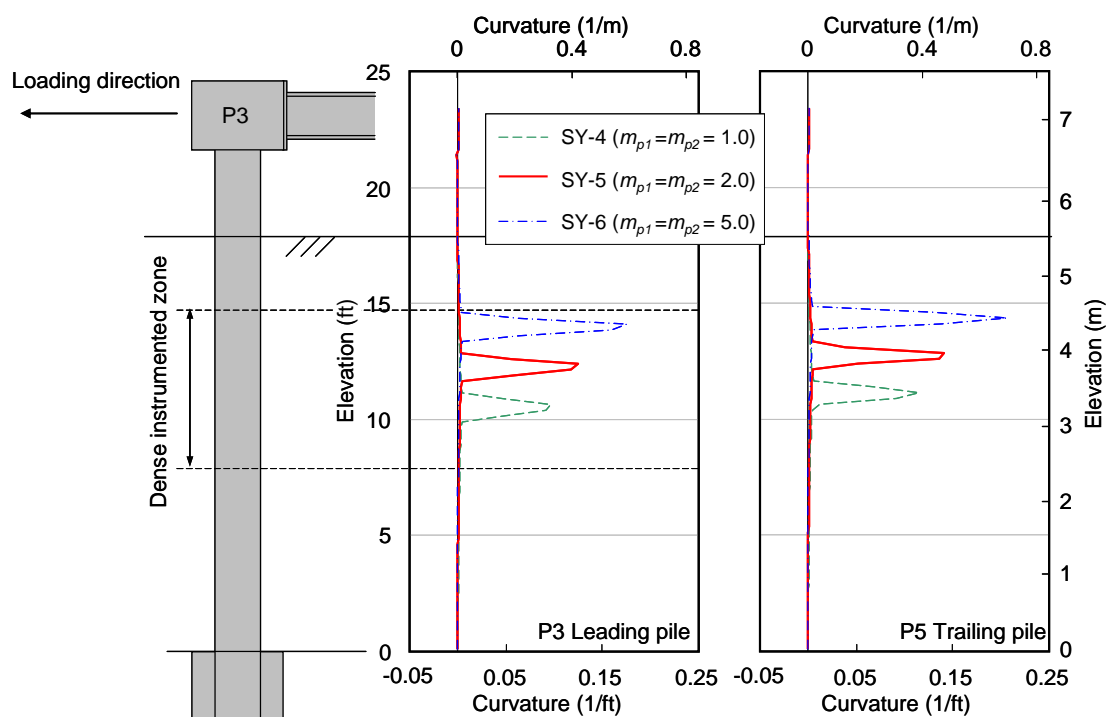 Curvature (1/m)
Curvature (1/m)
0 0.4 0.8
0 0.4 0.8
Loading direction
P3
25
20
15
10
5
0
Elevation (ft)
Dense instrumented zone
SY-4 (mp1=mp2= 1.0)
SY-5 (mp1=mp2= 2.0)
SY-6 (mp1=mp2= 5.0)
7
6
5
4
3
2
1
0
Elevation (m)
P3 Leading pile
P5 Trailing pile
-0.05 0.05 0.15 0.25
-0.05 0.05 0.15 0.25
Curvature (1/ft)
Curvature (1/ft)